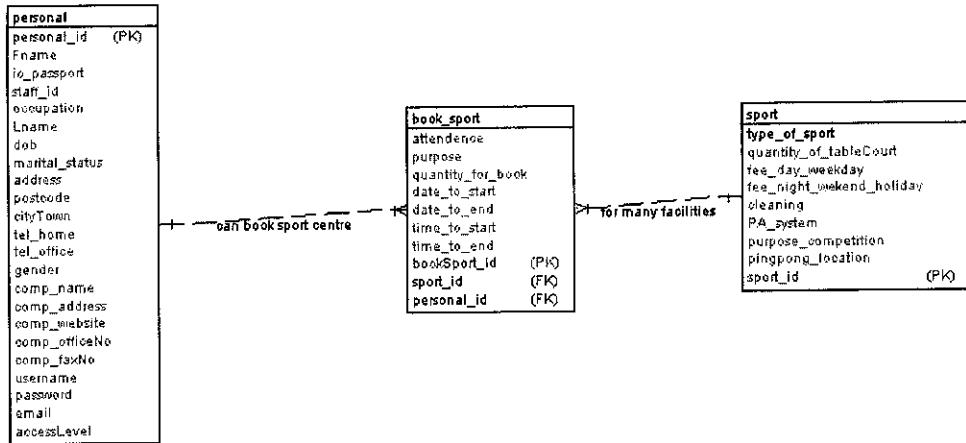 personal
personal_id (PK)
Fname
ic_passport
staff_id
occupation
Lname
dob
marital_status
address
postcode
cityTown
tel_home
tel_office
gender
comp_name
comp_address
comp_website
comp_officeNo
comp_faxNo
username
password
email
accessLevel
can book sport centre
book_sport
attendence
purpose
quantity_for_book
date_to_start
date_to_end
time_to_start
time_to_end
bookSport_id (PK)
sport_id (FK)
personal_id (FK)
for many facilities
sport
type_of_sport
quantity_of_tableCourt
fee_day_weekday
fee_night_wekend_holiday
cleaning
PA_system
purpose_competition
pingpong_location
sport_id (PK)